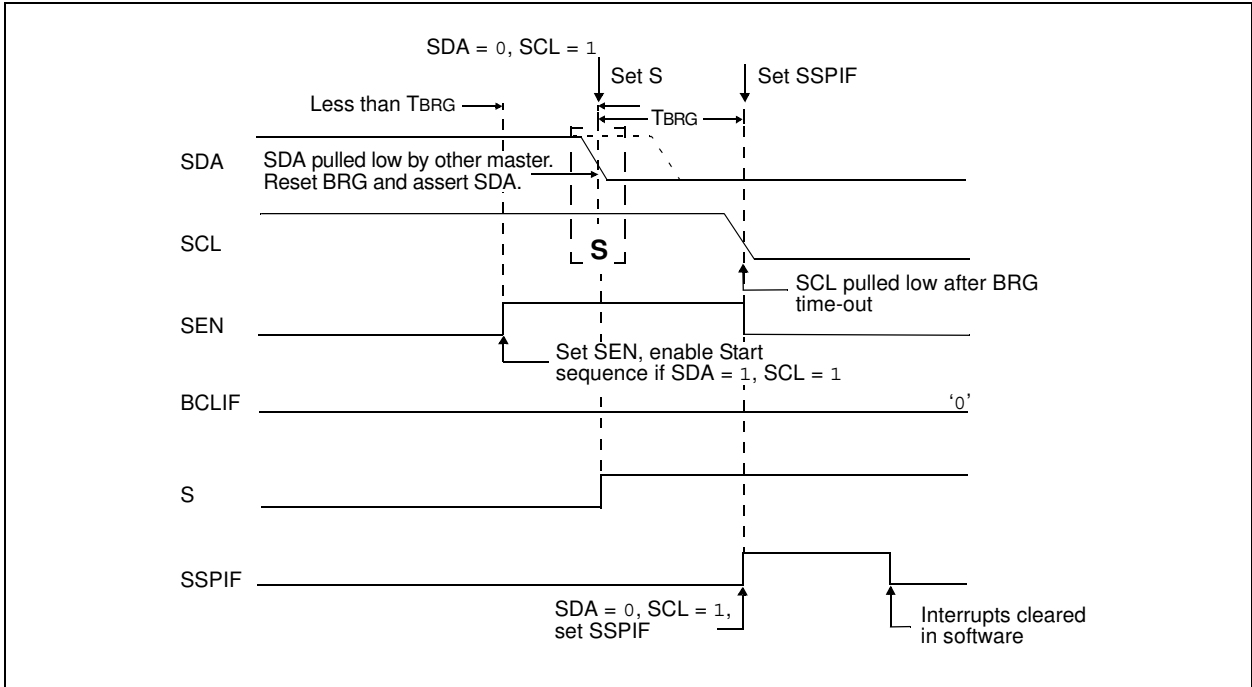 SDA = 0, SCL = 1
Set S
Set SSPIF
Less than TBRG
TBRG
SDA
SDA pulled low by other master.
Reset BRG and assert SDA.
SCL
S
SCL pulled low after BRG
time-out
SEN
Set SEN, enable Start
sequence if SDA = 1, SCL = 1
BCLIF
‘0’
S
SSPIF
SDA = 0, SCL = 1,
set SSPIF
Interrupts cleared
in software